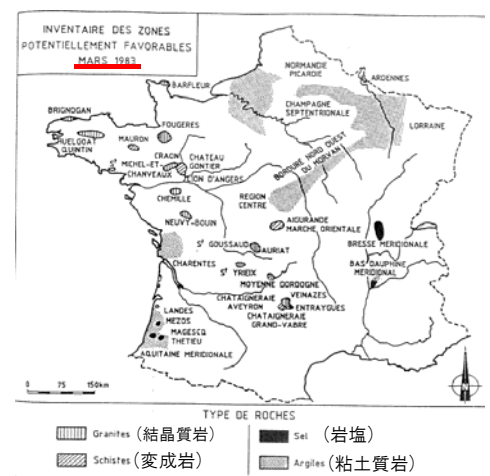 INVENTAIRE DES ZONES
POTENTIELLEMENT FAVORABLES
MARS 1983
NORMANDIE
PICARDIE
ARDENNES
BARFLEUR
CHAMPAGNE
SEPTENTRIONALE
BRIGNOGAN
FOUGERES
LORRAINE
HUELGOAT
QUINTIN
MAURON
BORDURE NORD OUEST
DU MORVAN
CRAON
CHATEAU
GONTIER
St
MICHEL-ET-
CHANVEAUX
LION D'ANGERS
CHEMILLE
REGION
CENTRE
NEUVY-BOUIN
AIGURANDE
MARCHE ORIENTALE
St GOUSSAUD
AURIAT
BRESSE MERIDIONALE
CHARENTES
St YRIEIX
BAS DAUPHINE
MERIDIONAL
MOYENNE DORDOGNE
CHATAIGNERAIE
AVEYRON
VEINAZES
ENTRAYGUES
CHATAIGNERAIE
GRAND-VABRE
LANDES
MEZOS
MAGESCQ
THETIEU
AQUITAINE MERIDIONALE
0 75 150km
N
TYPE DE ROCHES
Granites (結晶質岩)
Sel (岩塩)
Schistes (変成岩)
Argiles (粘土質岩)